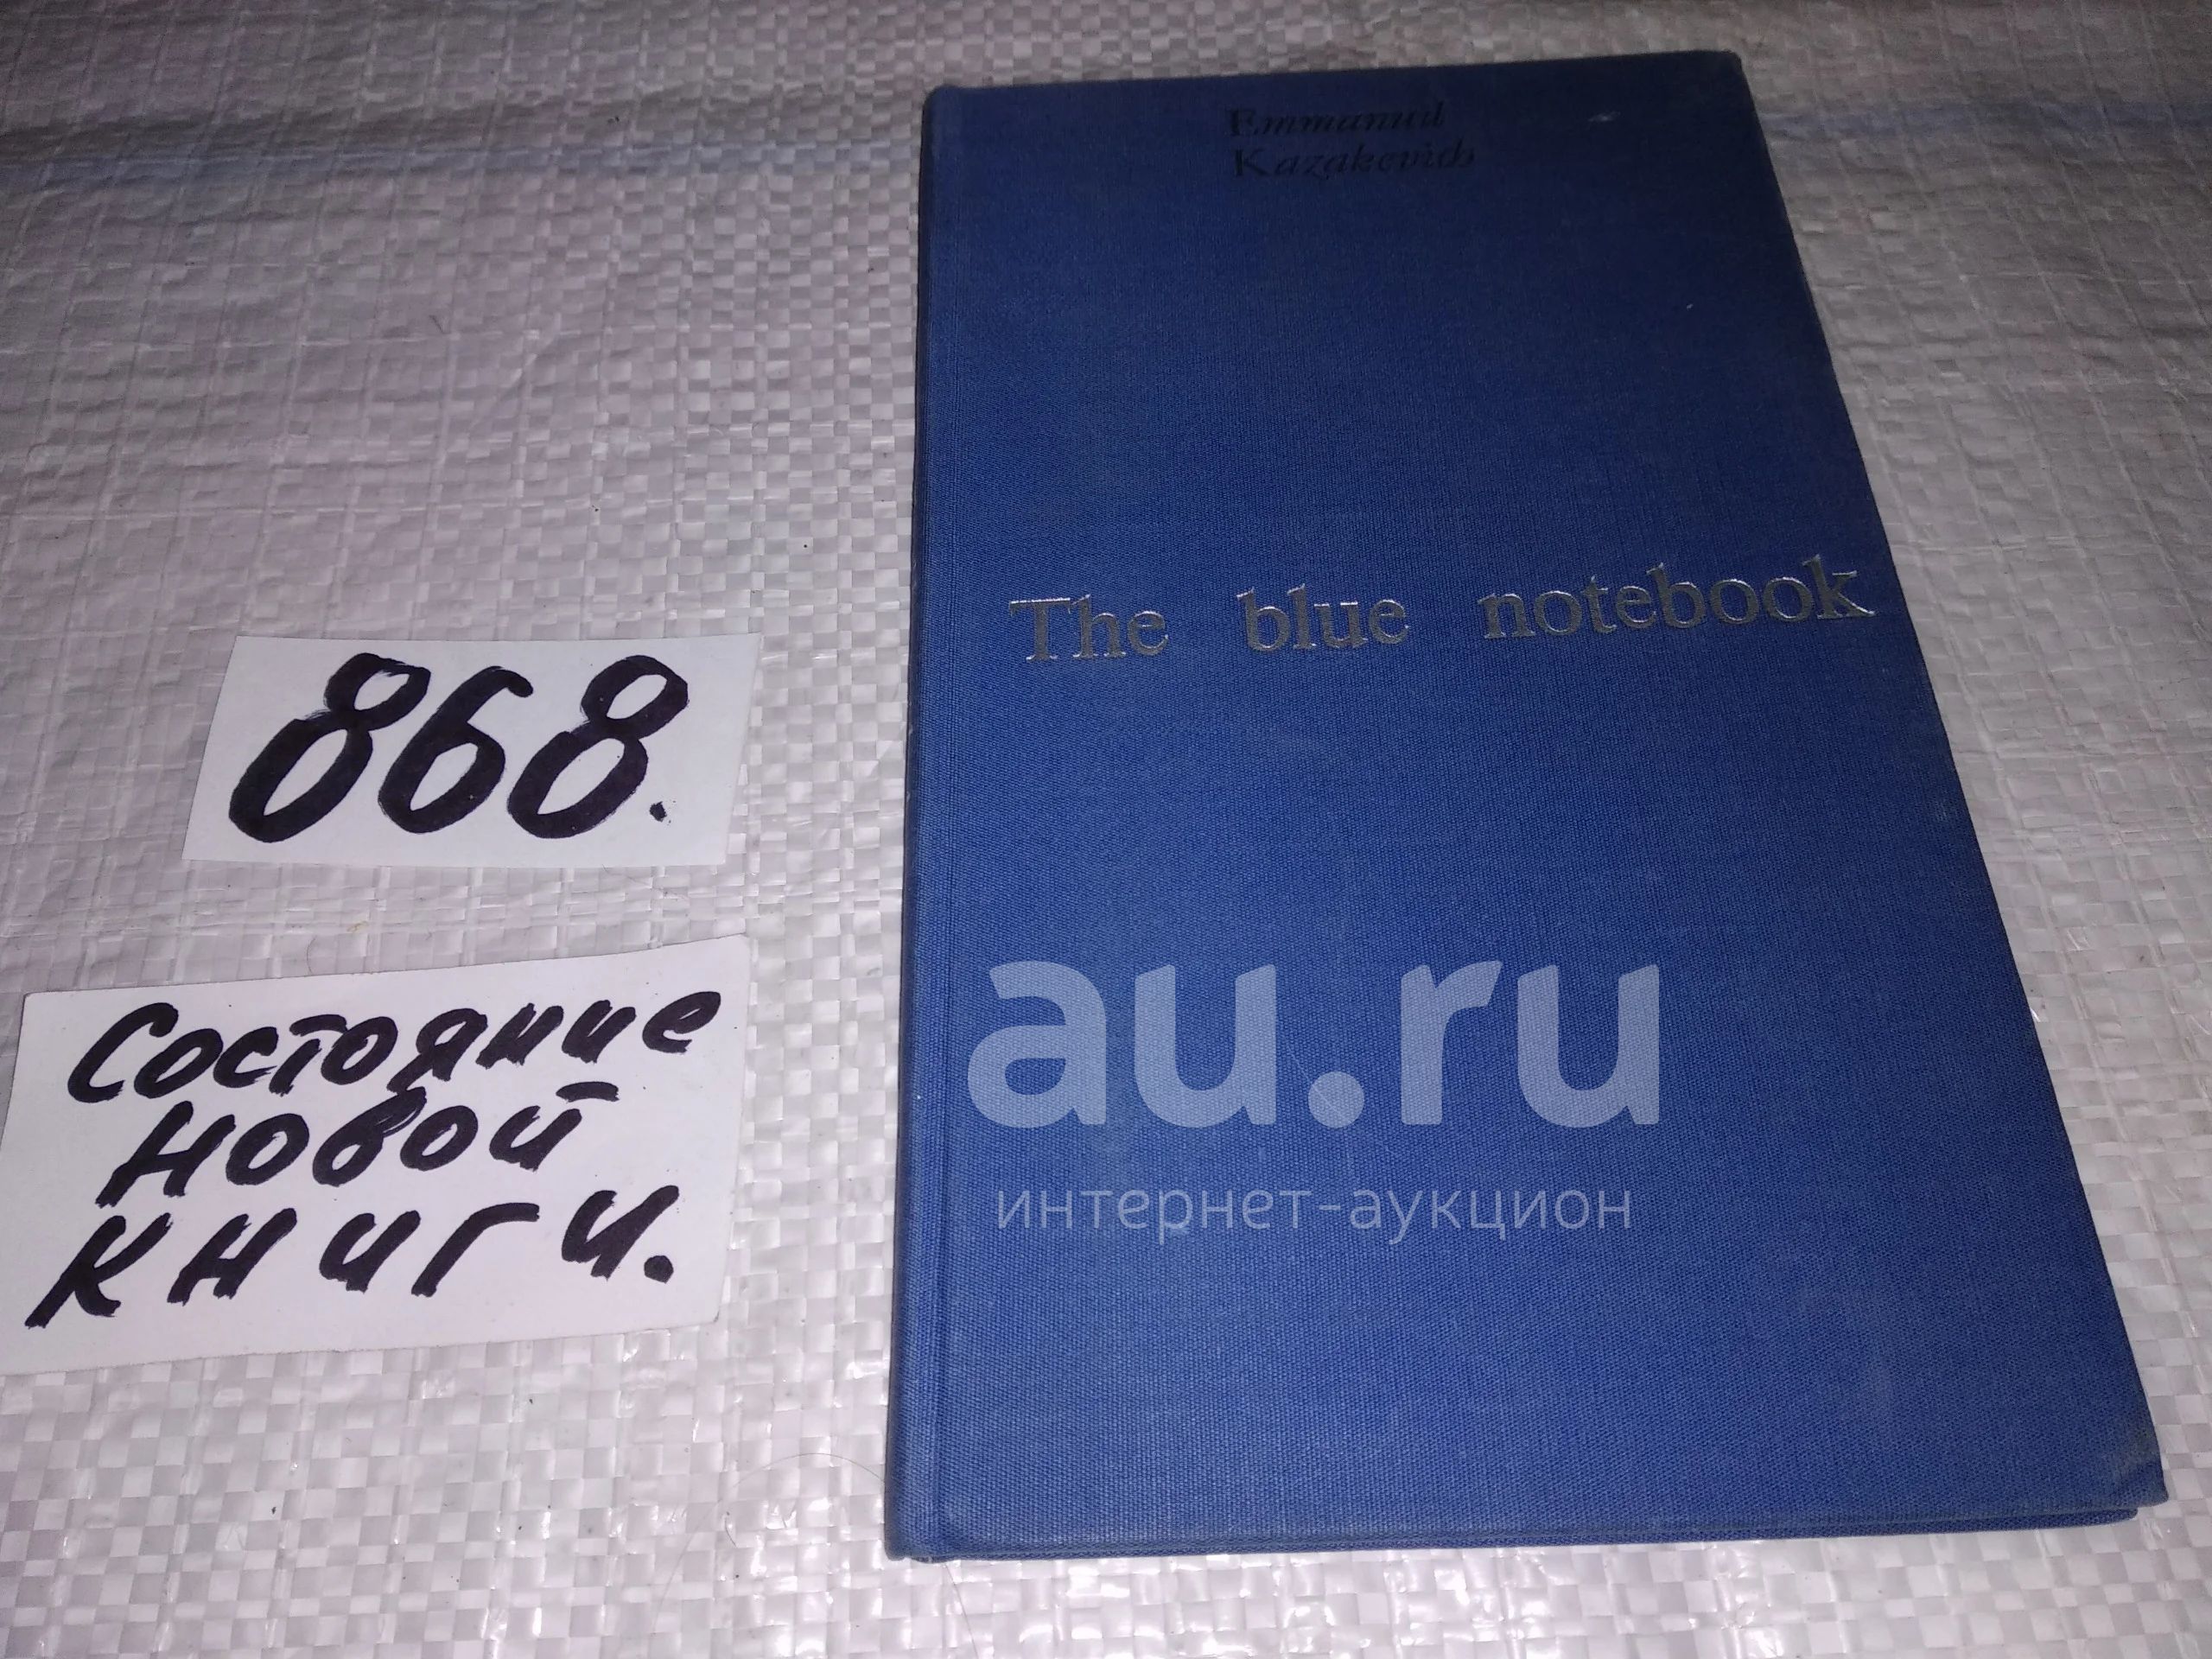 Emmanuil
Kazakevich
The blue notebook
868.
Состояние
новой
книги.
au.ru
интернет-аукцион